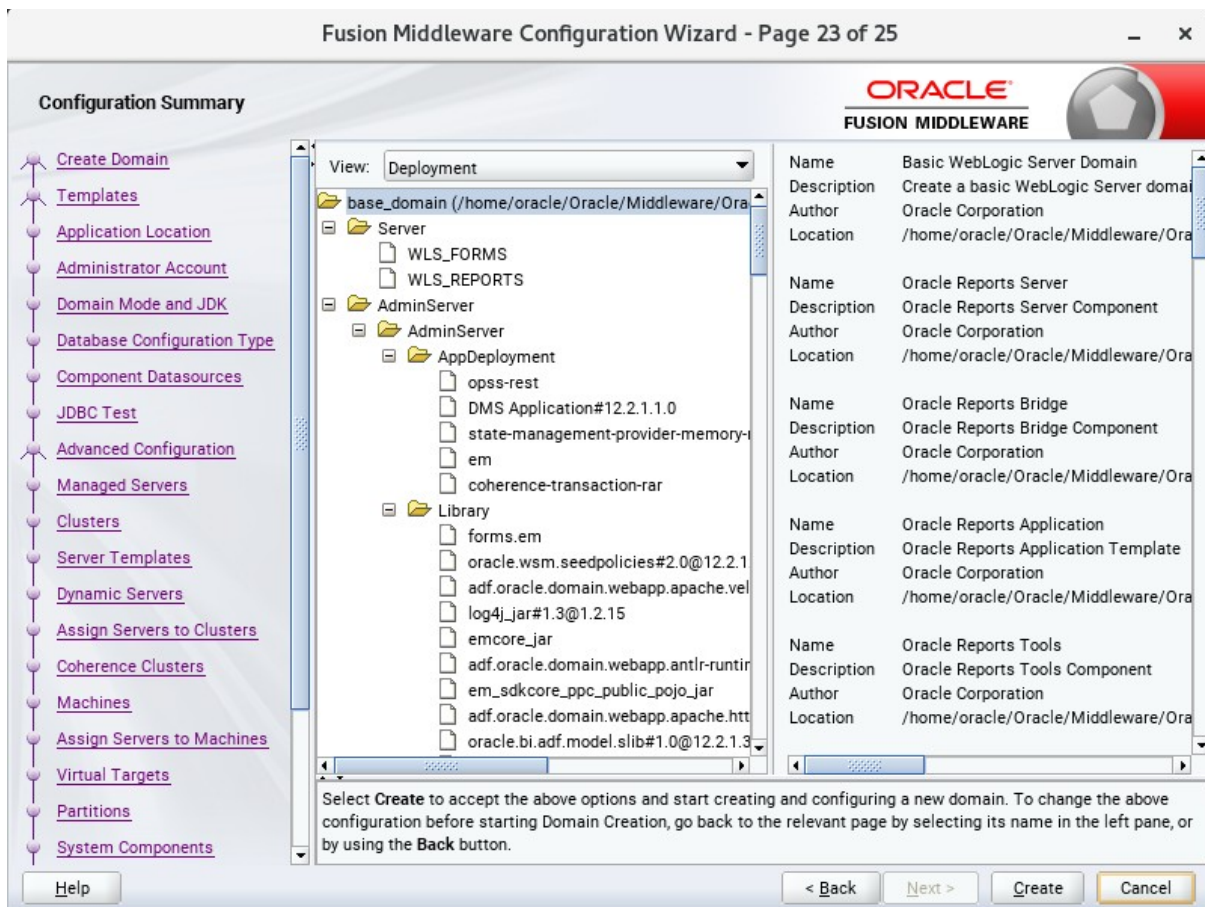 Fusion Middleware Configuration Wizard - Page 23 of 25
Configuration Summary
ORACLE
FUSION MIDDLEWARE
Create Domain
Templates
Application Location
Administrator Account
Domain Mode and JDK
Database Configuration Type
Component Datasources
JDBC Test
Advanced Configuration
Managed Servers
Clusters
Server Templates
Dynamic Servers
Assign Servers to Clusters
Coherence Clusters
Machines
Assign Servers to Machines
Virtual Targets
Partitions
System Components
View: Deployment
base_domain (/home/oracle/Oracle/Middleware/Ora
Server
WLS_FORMS
WLS_REPORTS
AdminServer
AdminServer
AppDeployment
opss-rest
DMS Application#12.2.1.1.0
state-management-provider-memory-
em
coherence-transaction-rar
Library
forms.em
oracle.wsm.seedpolicies#2.0@12.2.1.
adf.oracle.domain.webapp.apache.vel
log4j_jar#1.3@1.2.15
emcore_jar
adf.oracle.domain.webapp.antlr-runtin
em_sdkcore_ppc_public_pojo_jar
adf.oracle.domain.webapp.apache.htt
oracle.bi.adf.model.slib#1.0@12.2.1.3
Name Basic WebLogic Server Domain
Description Create a basic WebLogic Server domai
Author Oracle Corporation
Location /home/oracle/Oracle/Middleware/Ora
Name Oracle Reports Server
Description Oracle Reports Server Component
Author Oracle Corporation
Location /home/oracle/Oracle/Middleware/Ora
Name Oracle Reports Bridge
Description Oracle Reports Bridge Component
Author Oracle Corporation
Location /home/oracle/Oracle/Middleware/Ora
Name Oracle Reports Application
Description Oracle Reports Application Template
Author Oracle Corporation
Location /home/oracle/Oracle/Middleware/Ora
Name Oracle Reports Tools
Description Oracle Reports Tools Component
Author Oracle Corporation
Location /home/oracle/Oracle/Middleware/Ora
Select Create to accept the above options and start creating and configuring a new domain. To change the above
configuration before starting Domain Creation, go back to the relevant page by selecting its name in the left pane, or
by using the Back button.
Help
< Back
Next >
Create
Cancel